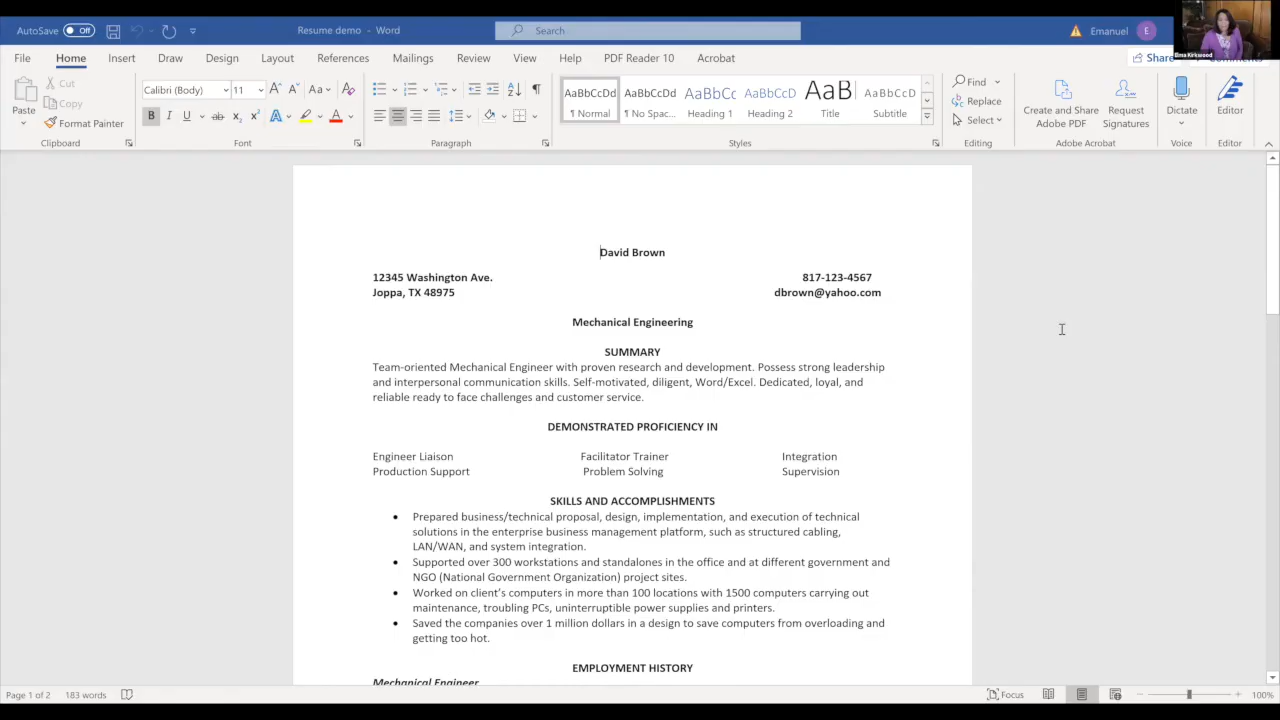 AutoSave Off
Resume demo - Word
Search
Emanuel E
Elma Kirkwood
File Home Insert Draw Design Layout References Mailings Review View Help PDF Reader 10 Acrobat
Share
Comments
Paste
Cut
Copy
Format Painter
Clipboard
Calibri (Body) 11
Font
Paragraph
AaBbCcDd AaBbCcDd AaBbCc AaBbCcD AaB AaBbCcD
¶ Normal ¶ No Spac... Heading 1 Heading 2 Title Subtitle
Styles
Find
Replace
Select
Editing
Create and Share Adobe PDF
Request Signatures
Adobe Acrobat
Dictate
Voice
Editor
Editor
David Brown
12345 Washington Ave. 817-123-4567
Joppa, TX 48975 dbrown@yahoo.com
Mechanical Engineering
SUMMARY
Team-oriented Mechanical Engineer with proven research and development. Possess strong leadership
and interpersonal communication skills. Self-motivated, diligent, Word/Excel. Dedicated, loyal, and
reliable ready to face challenges and customer service.
DEMONSTRATED PROFICIENCY IN
Engineer Liaison Facilitator Trainer Integration
Production Support Problem Solving Supervision
SKILLS AND ACCOMPLISHMENTS
• Prepared business/technical proposal, design, implementation, and execution of technical
solutions in the enterprise business management platform, such as structured cabling,
LAN/WAN, and system integration.
• Supported over 300 workstations and standalones in the office and at different government and
NGO (National Government Organization) project sites.
• Worked on client's computers in more than 100 locations with 1500 computers carrying out
maintenance, troubling PCs, uninterruptible power supplies and printers.
• Saved the companies over 1 million dollars in a design to save computers from overloading and
getting too hot.
EMPLOYMENT HISTORY
Mechanical Engineer
Page 1 of 2 183 words
Focus
100%